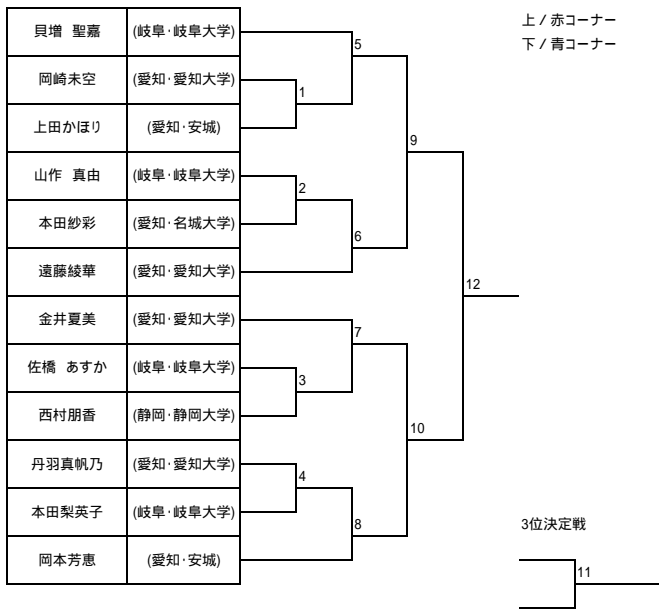 上 / 赤コーナー
下 / 青コーナー
貝増 聖嘉 (岐阜·岐阜大学)
5
岡崎未空 (愛知·愛知大学)
1
上田かほり (愛知·安城)
9
山作 真由 (岐阜·岐阜大学)
2
本田紗彩 (愛知·名城大学)
6
遠藤綾華 (愛知·愛知大学)
12
金井夏美 (愛知·愛知大学)
7
佐橋 あすか (岐阜·岐阜大学)
3
西村朋香 (静岡·静岡大学)
10
丹羽真帆乃 (愛知·愛知大学)
4
本田梨英子 (岐阜·岐阜大学)
8
3位決定戦
岡本芳恵 (愛知·安城)
11